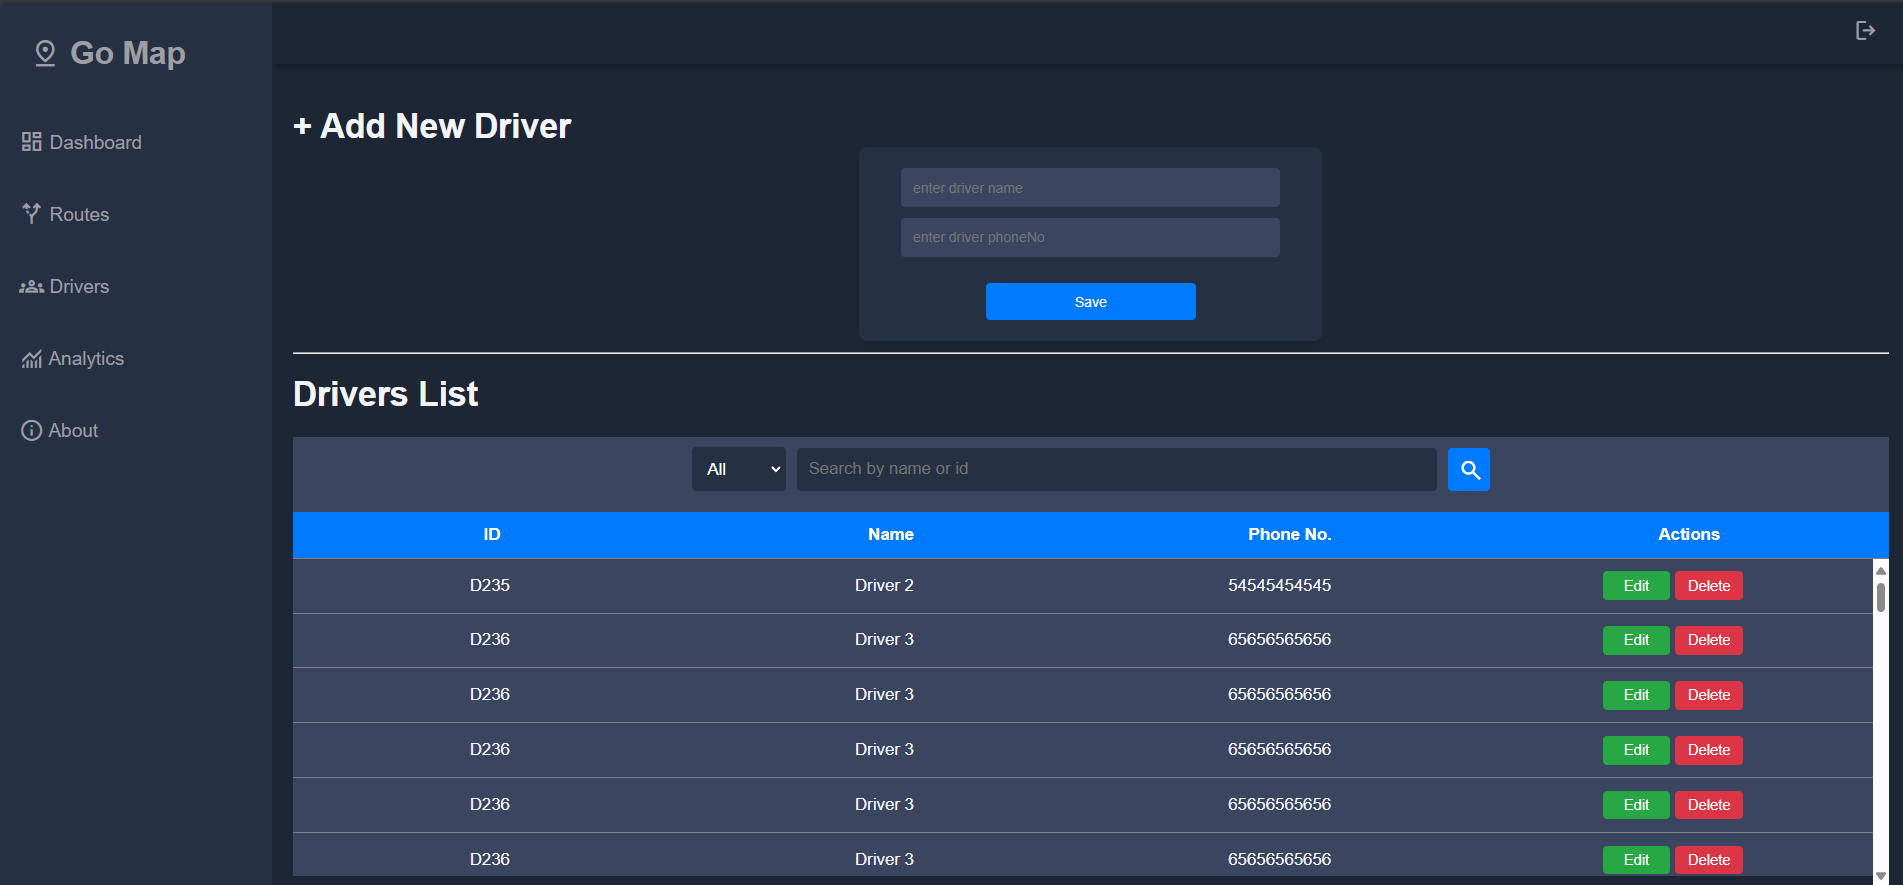 Go Map
Dashboard
Routes
Drivers
Analytics
About
+ Add New Driver
enter driver name
enter driver phoneNo
Save
Drivers List
All Search by name or id
ID Name Phone No. Actions
D235 Driver 2 54545454545 Edit Delete
D236 Driver 3 65656565656 Edit Delete
D236 Driver 3 65656565656 Edit Delete
D236 Driver 3 65656565656 Edit Delete
D236 Driver 3 65656565656 Edit Delete
D236 Driver 3 65656565656 Edit Delete